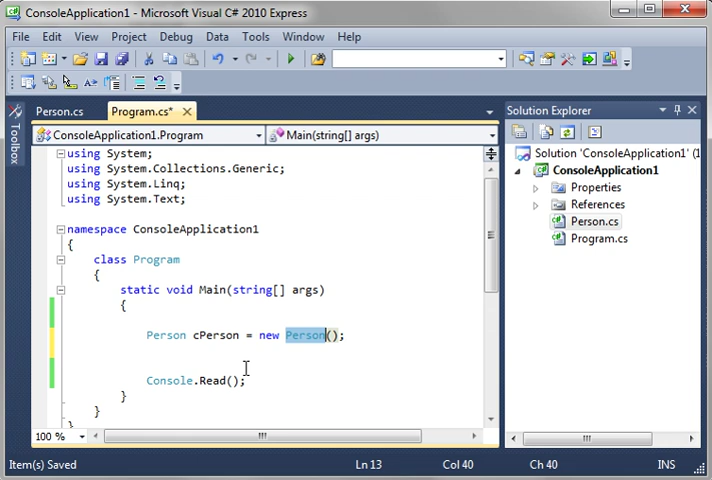 ConsoleApplication1 - Microsoft Visual C# 2010 Express
File Edit View Project Debug Data Tools Window Help
Person.cs Program.cs*
Toolbox
ConsoleApplication1.Program Main(string[] args)
using System;
using System.Collections.Generic;
using System.Linq;
using System.Text;
namespace ConsoleApplication1
{
class Program
{
static void Main(string[] args)
{
Person cPerson = new Person();
Console.Read();
}
}
}
100 %
Solution Explorer
Solution 'ConsoleApplication1' (1
ConsoleApplication1
Properties
References
Person.cs
Program.cs
Item(s) Saved Ln 13 Col 40 Ch 40 INS